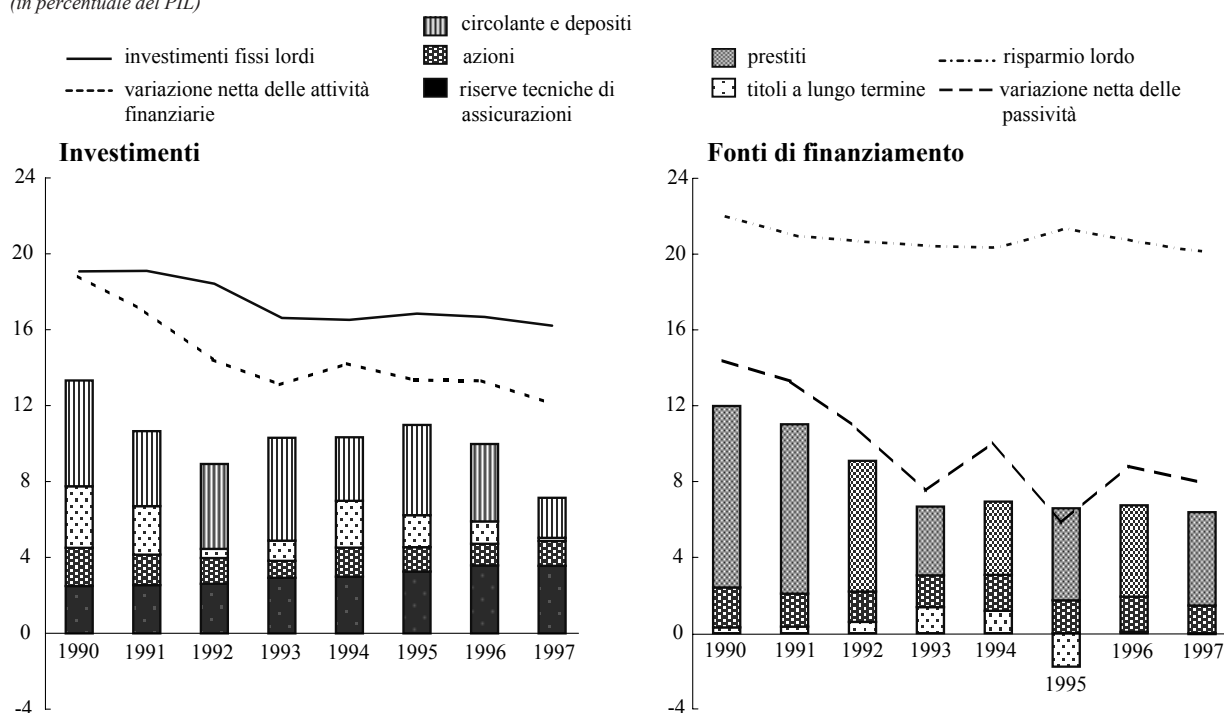 (in percentuale del PIL)
investimenti fissi lordi
variazione netta delle attività
finanziarie
circolante e depositi
azioni
riserve tecniche di
assicurazioni
prestiti
titoli a lungo termine
risparmio lordo
variazione netta delle
passività
Investimenti
24
20
16
12
8
4
0
-4
1990 1991 1992 1993 1994 1995 1996 1997
Fonti di finanziamento
24
20
16
12
8
4
0
-4
1990 1991 1992 1993 1994 1996 1997
1995